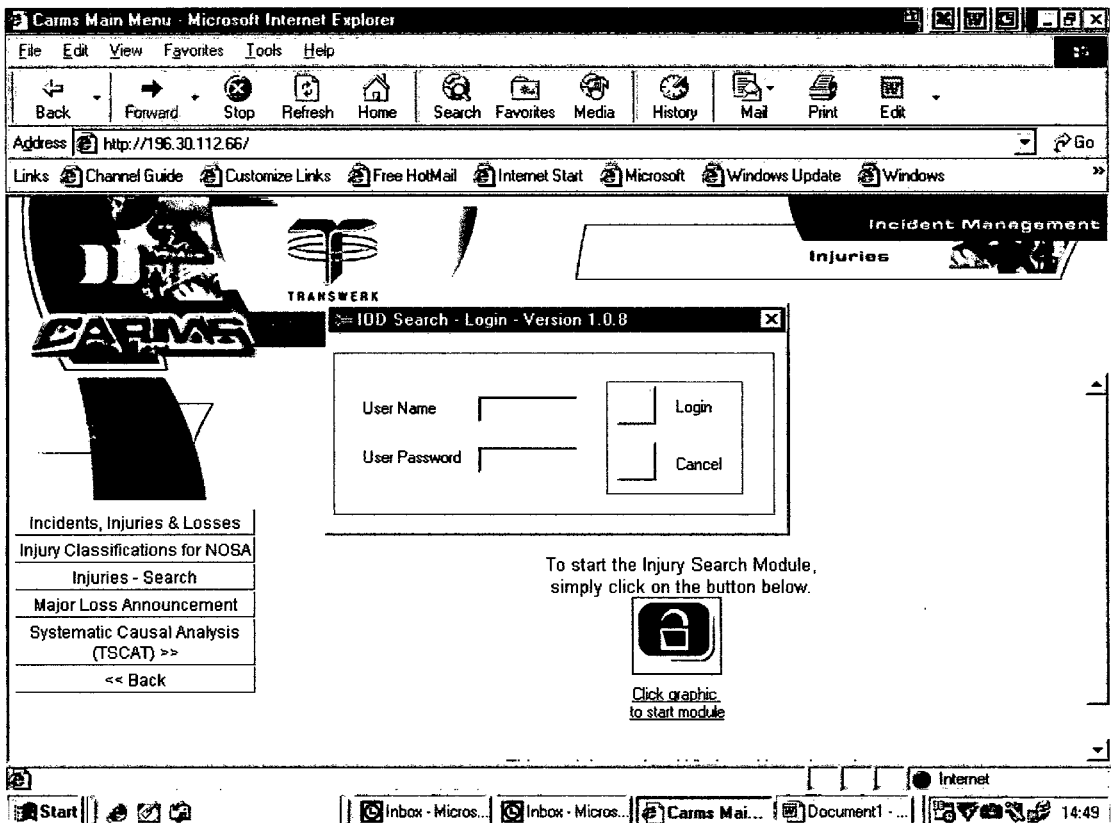 Carms Main Menu - Microsoft Internet Explorer
File Edit View Favorites Tools Help
Back Forward Stop Refresh Home Search Favorites Media History Mail Print Edit
Address http://196.30.112.66/ Go
Links Channel Guide Customize Links Free HotMail Internet Start Microsoft Windows Update Windows »
Incident Management
Injuries
TRANSWERK
CARMS
IOD Search - Login - Version 1.0.8
User Name
Login
User Password
Cancel
Incidents, Injuries & Losses
Injury Classifications for NOSA
Injuries - Search
Major Loss Announcement
Systematic Causal Analysis
(TSCAT) >>
<< Back
To start the Injury Search Module,
simply click on the button below.
Click graphic
to start module
Internet
Start Inbox - Micros... Inbox - Micros... Carms Mai... Document1 - ... 14:49